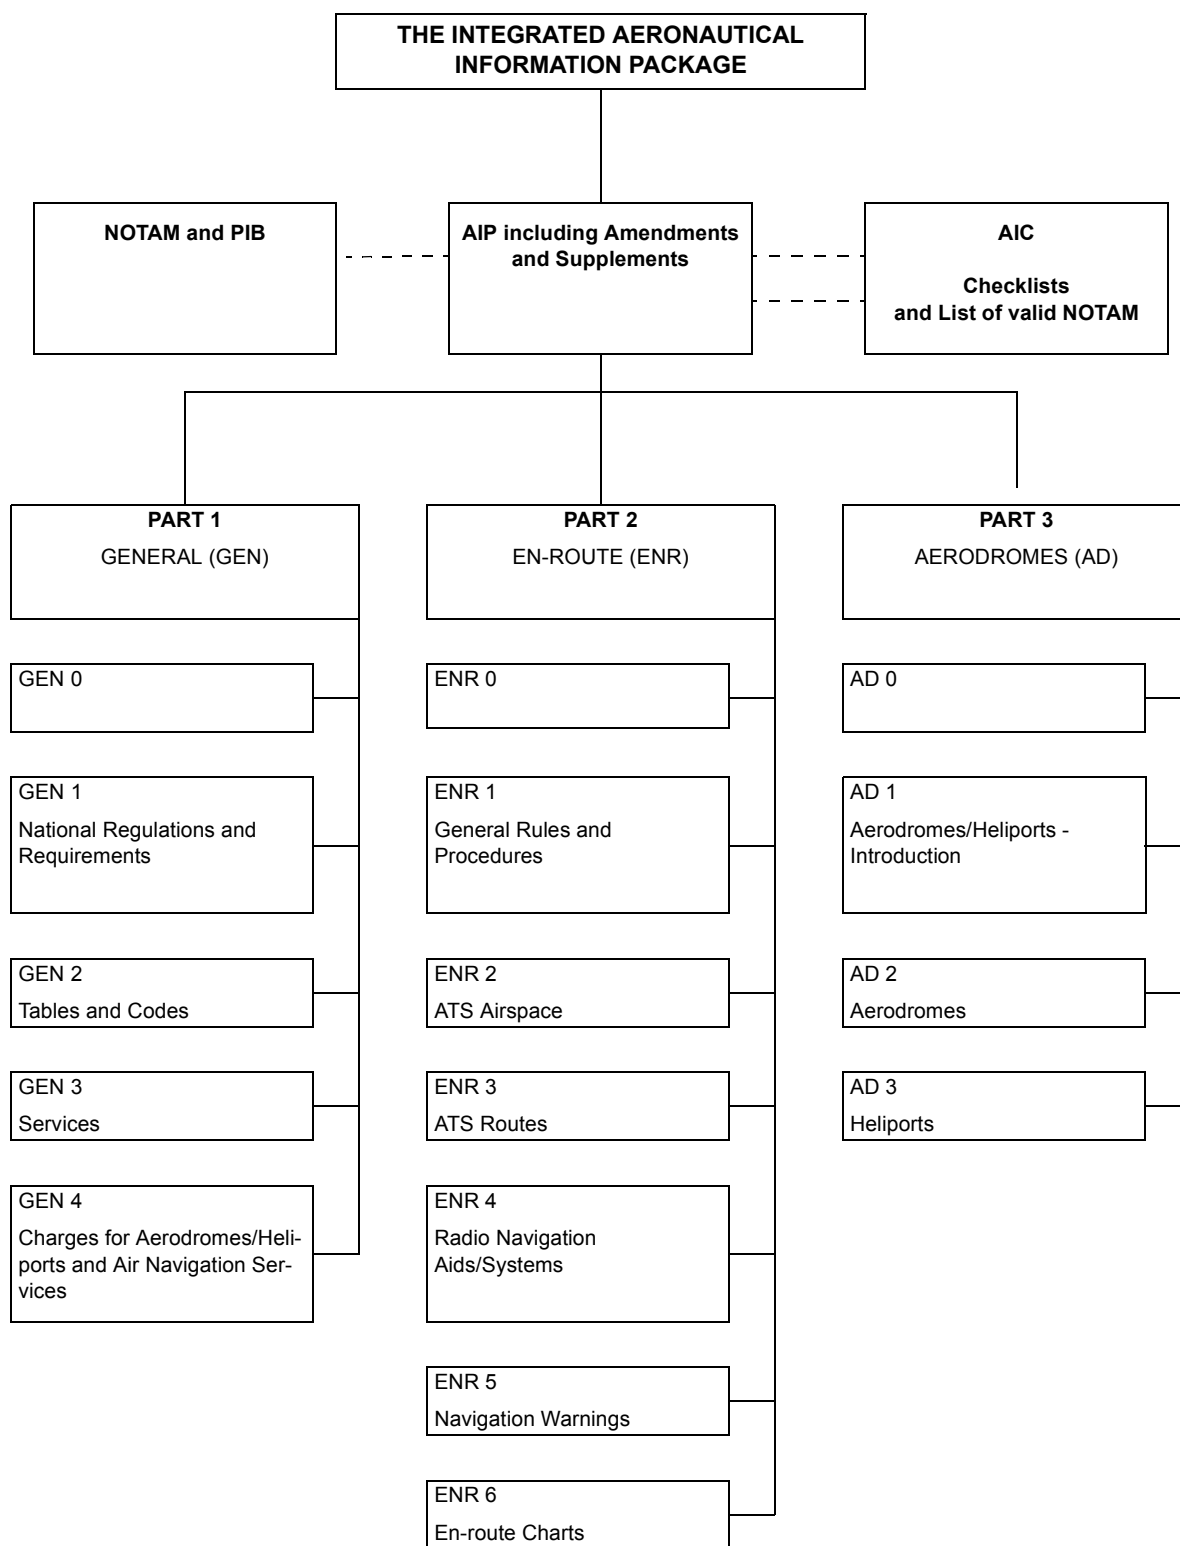 THE INTEGRATED AERONAUTICAL
INFORMATION PACKAGE
NOTAM and PIB
AIP including Amendments
and Supplements
AIC
Checklists
and List of valid NOTAM
PART 1
GENERAL (GEN)
GEN 0
GEN 1
National Regulations and
Requirements
GEN 2
Tables and Codes
GEN 3
Services
GEN 4
Charges for Aerodromes/Heli-
ports and Air Navigation Ser-
vices
PART 2
EN-ROUTE (ENR)
ENR 0
ENR 1
General Rules and
Procedures
ENR 2
ATS Airspace
ENR 3
ATS Routes
ENR 4
Radio Navigation
Aids/Systems
ENR 5
Navigation Warnings
ENR 6
En-route Charts
PART 3
AERODROMES (AD)
AD 0
AD 1
Aerodromes/Heliports -
Introduction
AD 2
Aerodromes
AD 3
Heliports